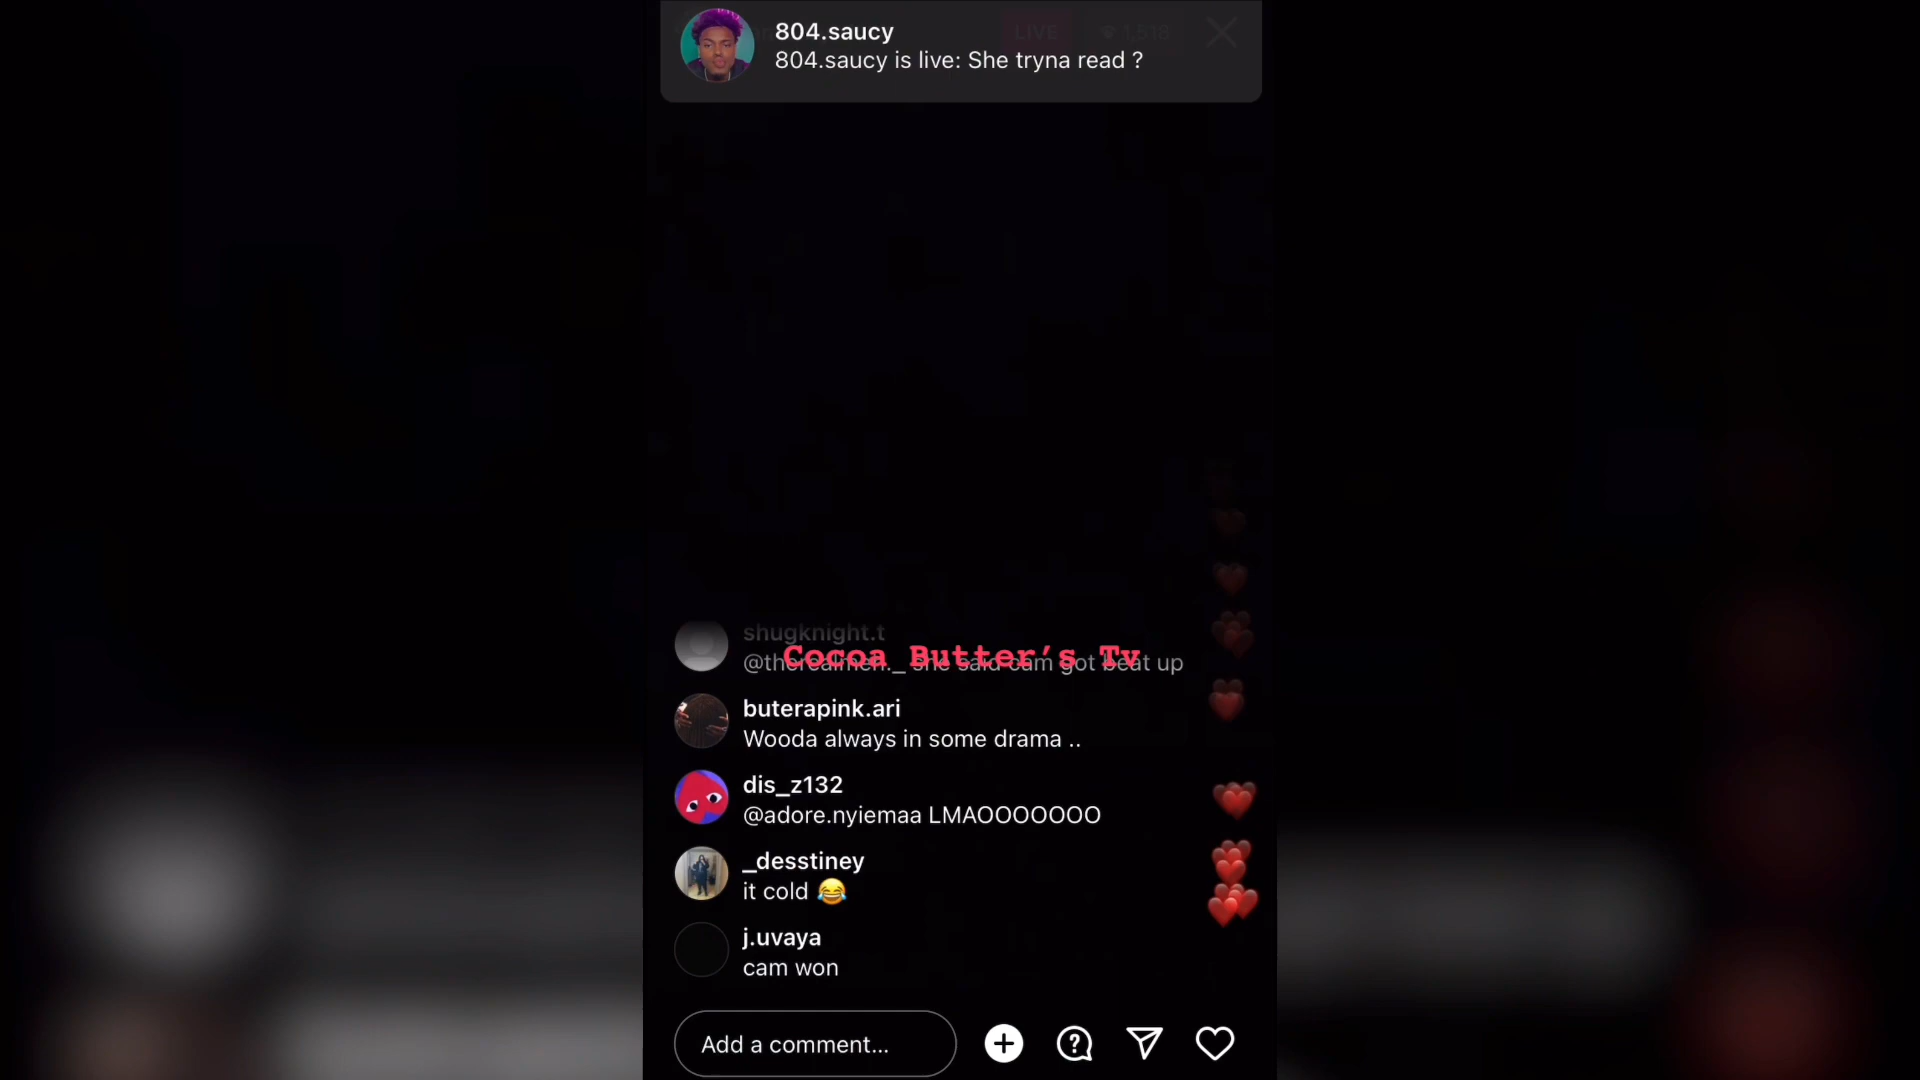 804.saucy
804.saucy is live: She tryna read ?
LIVE
1,518
shugknight.t
she said cam got beat up
Cocoa Butter's Tv
buterapink.ari
Wooda always in some drama ..
dis_z132
@adore.nyiemaa LMAOOOOOOO
_desstiney
it cold 😂
j.uvaya
cam won
Add a comment...